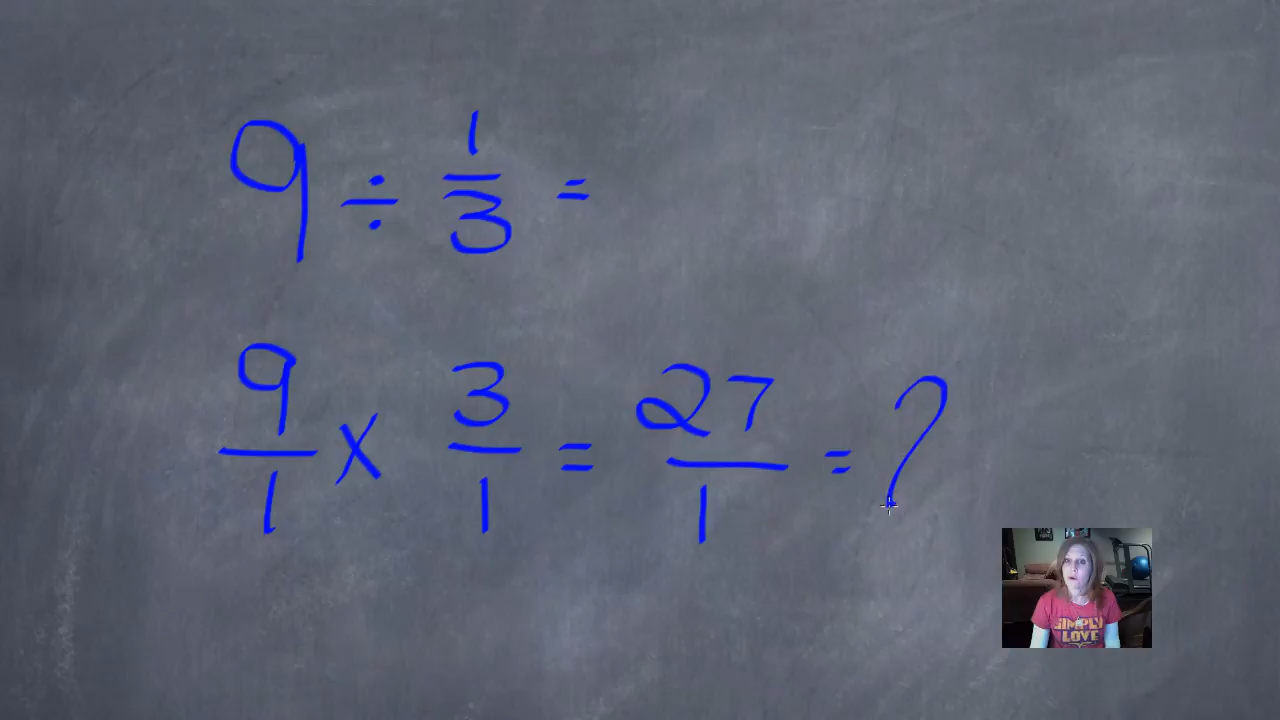 9 ÷ 1/3 =
9/1 x 3/1 = 27/1 = ?
SIMPLY
LOVE